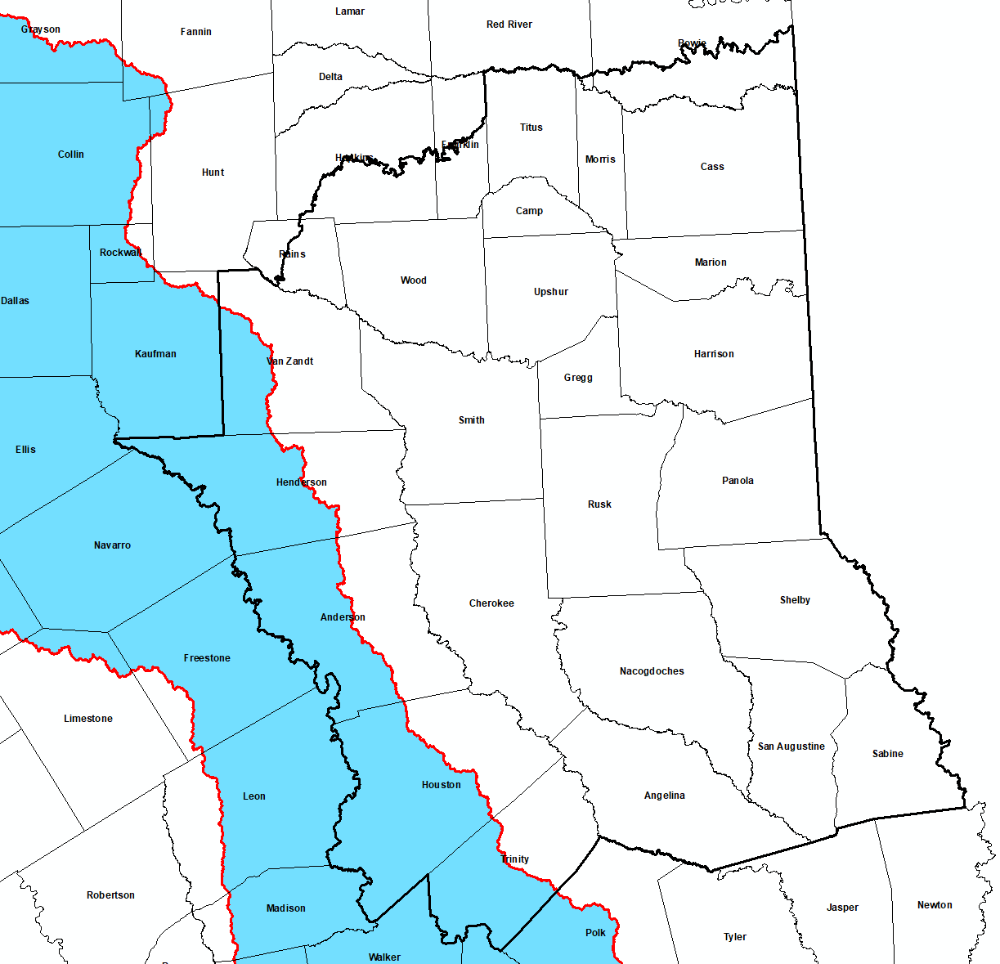 Lamar
Red River
Grayson
Fannin
Bowie
Delta
Titus
Franklin
Collin
Hopkins
Morris
Hunt
Cass
Camp
Rockwall
Rains
Marion
Wood
Upshur
Dallas
Kaufman
Van Zandt
Harrison
Gregg
Smith
Ellis
Henderson
Panola
Rusk
Navarro
Cherokee
Shelby
Anderson
Freestone
Nacogdoches
Limestone
San Augustine
Sabine
Houston
Leon
Angelina
Trinity
Robertson
Madison
Jasper
Newton
Polk
Tyler
Walker